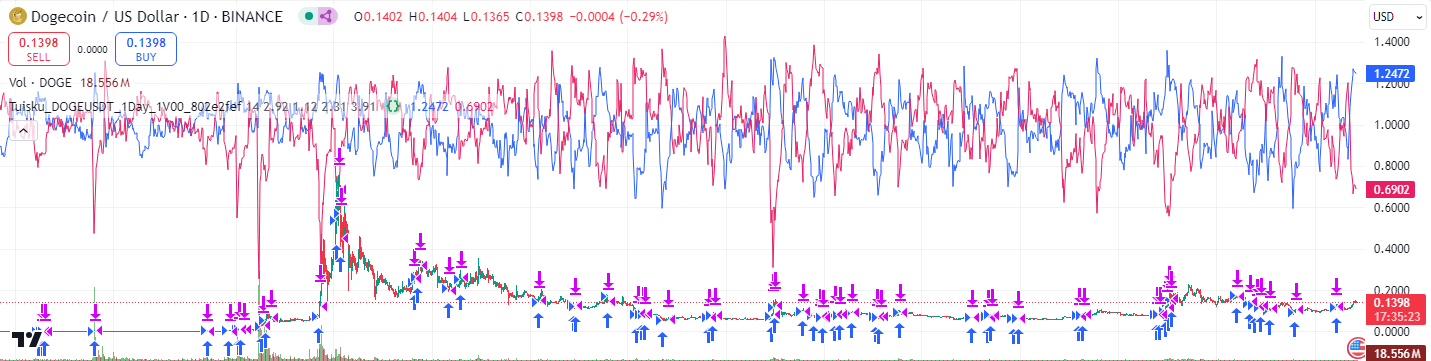 Dogecoin / US Dollar · 1D · BINANCE O0.1402 H0.1404 L0.1365 C0.1398 −0.0004 (−0.29%)
USD
0.1398 SELL
0.0000
0.1398 BUY
Vol · DOGE 18.556M
Tuisku_DOGEUSDT_1Day_1V00_802e2fef 14 2.92 1.12 2.81 3.91 1.2472 0.6902
1.4000
1.2472
1.2000
1.0000
0.8000
0.6902
0.6000
0.4000
0.2000
0.1398
17:35:23
0.0000
18.556M